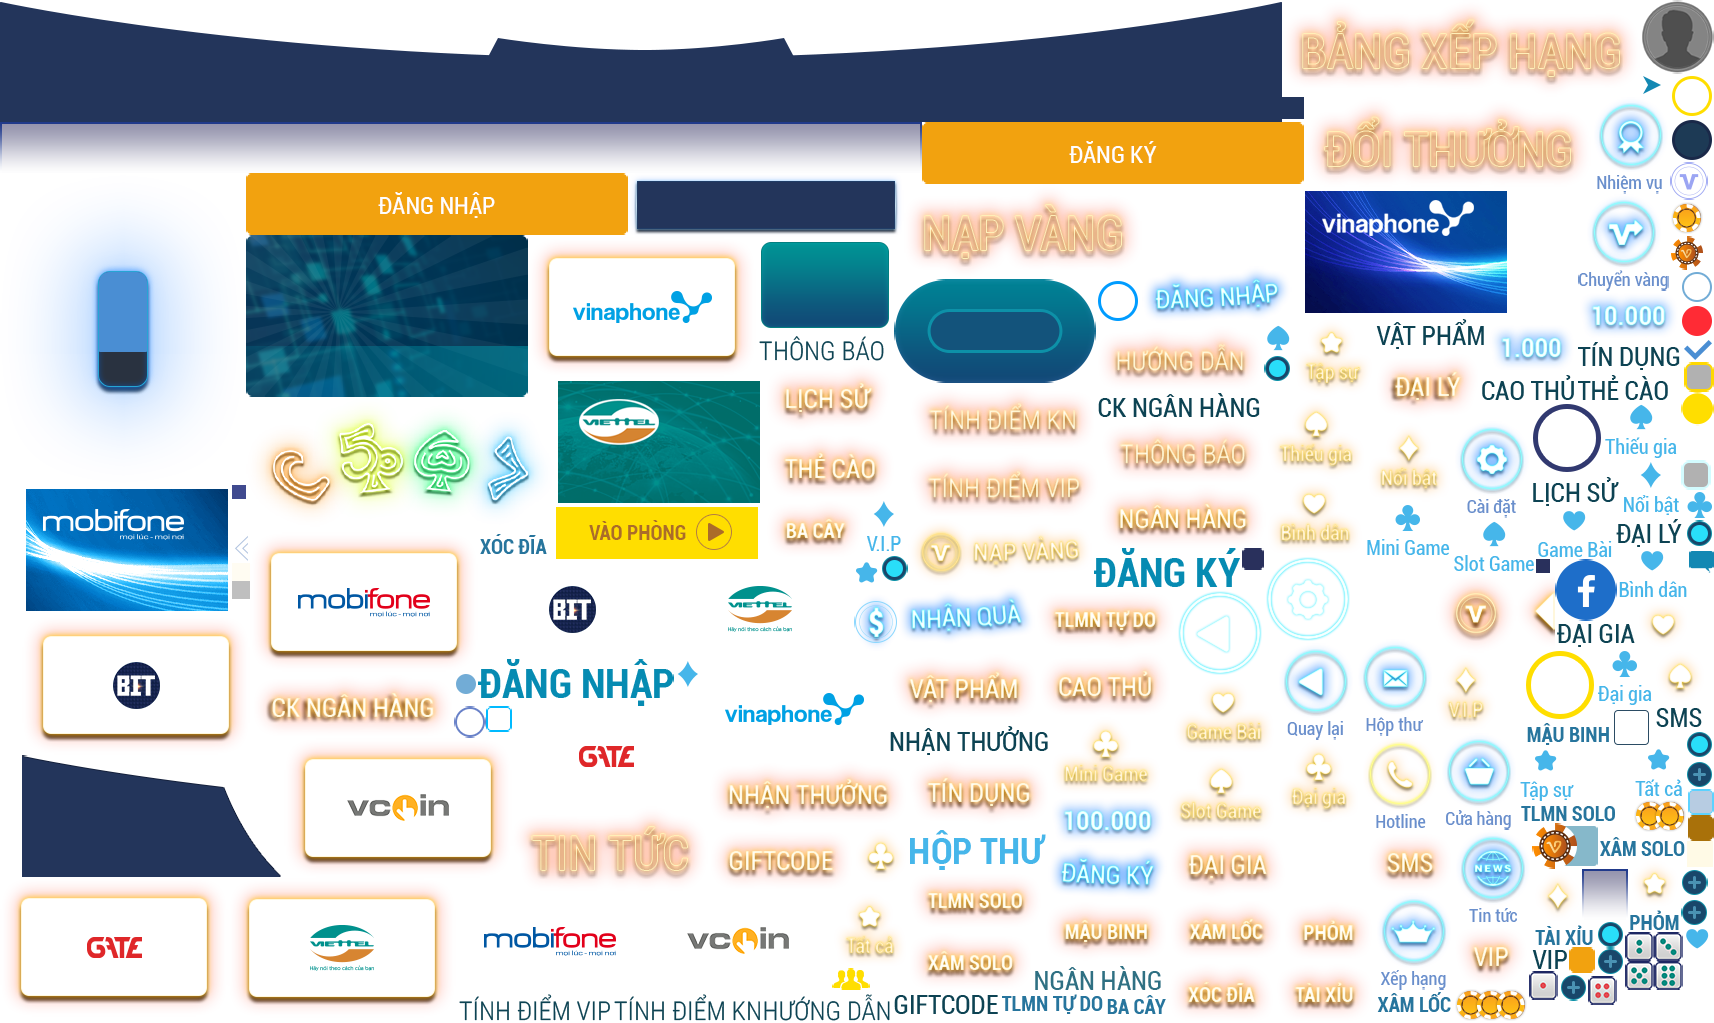 BẢNG XẾP HẠNG
ĐĂNG KÝ
ĐỔI THƯỞNG
Nhiệm vụ
ĐĂNG NHẬP
NẠP VÀNG
vinaphone
Chuyển vàng
vinaphone
ĐĂNG NHẬP
10.000
THÔNG BÁO
HƯỚNG DẪN
Tập sự
VẬT PHẨM
1.000
TÍN DỤNG
ĐẠI LÝ
CAO THỦ
THẺ CÀO
LỊCH SỬ
VIETTEL
TÍNH ĐIỂM KN
CK NGÂN HÀNG
THÔNG BÁO
Thiếu gia
Thiếu gia
THẺ CÀO
TÍNH ĐIỂM VIP
Nổi bật
Cài đặt
LỊCH SỬ
Nổi bật
mobifone
mọi lúc - mọi nơi
VÀO PHÒNG
BA CÂY
NGÂN HÀNG
Bình dân
XÓC ĐĨA
V.I.P
NẠP VÀNG
Mini Game
Slot Game
Game Bài
ĐẠI LÝ
ĐĂNG KÝ
Bình dân
mobifone
mọi lúc - mọi nơi
BIT
VIETTEL
Hãy nói theo cách của bạn
NHẬN QUÀ
TLMN TỰ DO
ĐẠI GIA
BIT
ĐĂNG NHẬP
VẬT PHẨM
CAO THỦ
Quay lại
Hộp thư
V.I.P
Đại gia
CK NGÂN HÀNG
vinaphone
SMS
GATE
NHẬN THƯỞNG
Game Bài
MẬU BINH
Mini Game
Tập sự
Tất cả
vcoin
NHẬN THƯỞNG
TÍN DỤNG
Slot Game
Đại gia
Hotline
Cửa hàng
TLMN SOLO
100.000
TIN TỨC
GIFTCODE
HỘP THƯ
ĐĂNG KÝ
ĐẠI GIA
SMS
NEWS
XÂM SOLO
TLMN SOLO
Tin tức
GATE
VIETTEL
Hãy nói theo cách của bạn
mobifone
mọi lúc - mọi nơi
vcoin
Tất cả
MẬU BINH
XÂM LỐC
PHỎM
TÀI XỈU
PHỎM
XÂM SOLO
VIP
VIP
NGÂN HÀNG
Xếp hạng
TÍNH ĐIỂM VIP
TÍNH ĐIỂM KN
HƯỚNG DẪN
GIFTCODE
TLMN TỰ DO
BA CÂY
XÓC ĐĨA
TÀI XỈU
XÂM LỐC